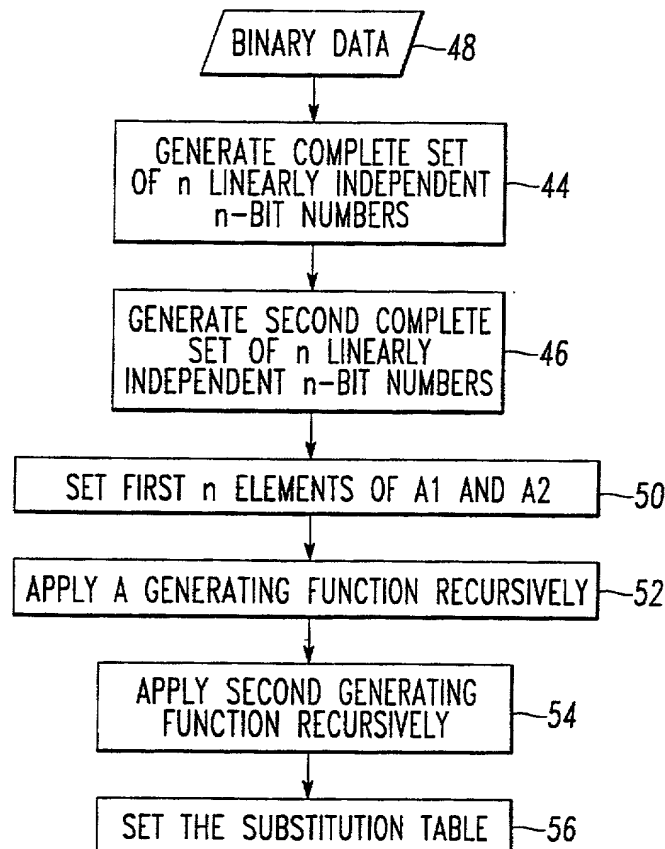 BINARY DATA 48
GENERATE COMPLETE SET
OF n LINEARLY INDEPENDENT
n-BIT NUMBERS
44
GENERATE SECOND COMPLETE
SET OF n LINEARLY
INDEPENDENT n-BIT NUMBERS
46
SET FIRST n ELEMENTS OF A1 AND A2 50
APPLY A GENERATING FUNCTION RECURSIVELY 52
APPLY SECOND GENERATING
FUNCTION RECURSIVELY
54
SET THE SUBSTITUTION TABLE 56